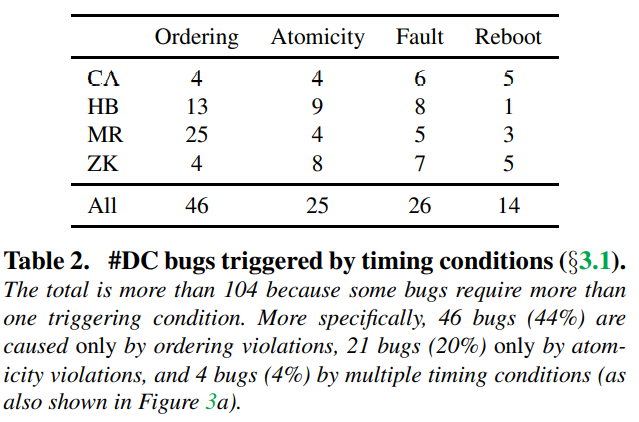 Ordering Atomicity Fault Reboot
CA 4 4 6 5
HB 13 9 8 1
MR 25 4 5 3
ZK 4 8 7 5
All 46 25 26 14
Table 2. #DC bugs triggered by timing conditions (§3.1).
The total is more than 104 because some bugs require more than
one triggering condition. More specifically, 46 bugs (44%) are
caused only by ordering violations, 21 bugs (20%) only by atom-
icity violations, and 4 bugs (4%) by multiple timing conditions (as
also shown in Figure 3a).